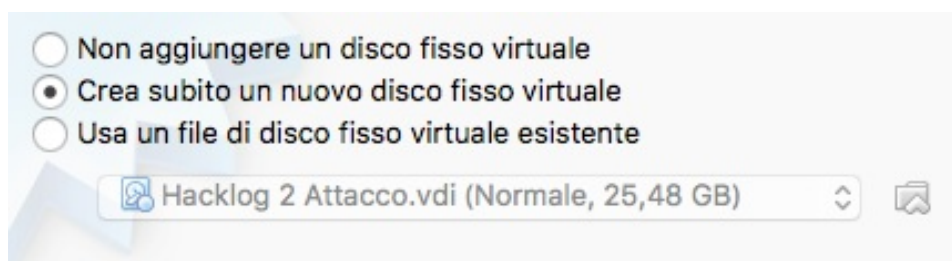 Non aggiungere un disco fisso virtuale
Crea subito un nuovo disco fisso virtuale
Usa un file di disco fisso virtuale esistente
Hacklog 2 Attacco.vdi (Normale, 25,48 GB)